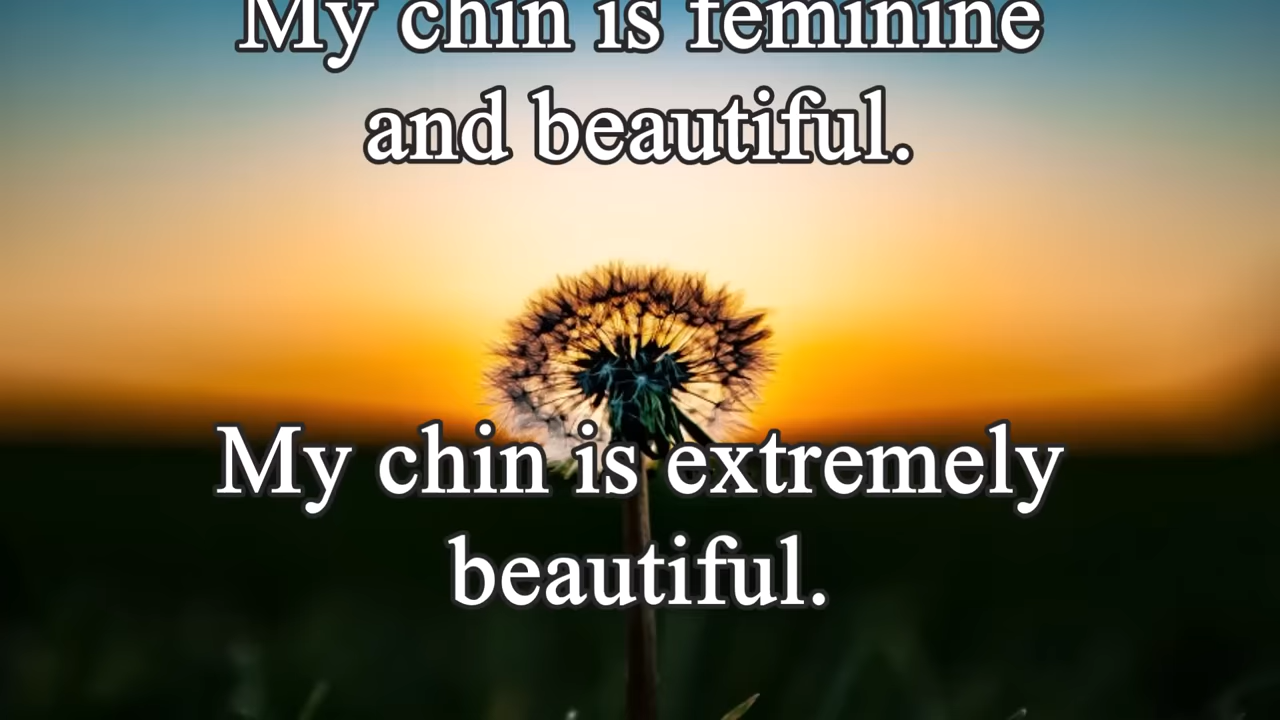 My chin is feminine
and beautiful.
My chin is extremely
beautiful.